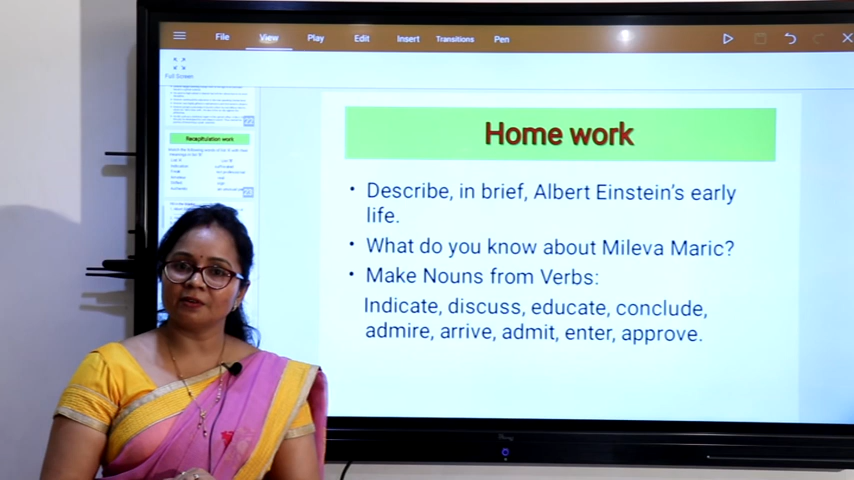 File View Play Edit Insert Transitions Pen
Full Screen
22
Recapitulation work
23
Home work
• Describe, in brief, Albert Einstein's early
life.
• What do you know about Mileva Maric?
• Make Nouns from Verbs:
Indicate, discuss, educate, conclude,
admire, arrive, admit, enter, approve.